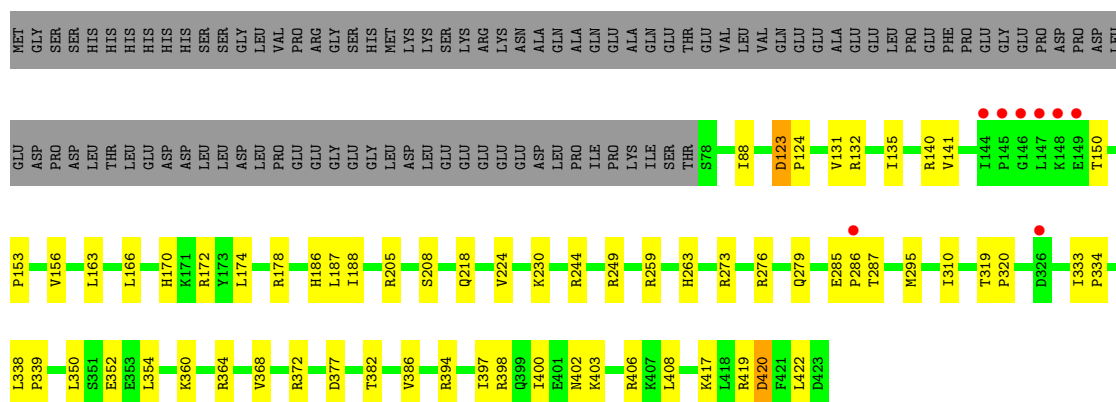 MET GLY SER SER HIS HIS HIS HIS HIS HIS SER SER GLY LEU VAL PRO ARG GLY SER HIS MET LYS LYS SER LYS ARG LYS ASN ALA GLN ALA GLN GLU ALA GLN GLU THR GLU VAL LEU VAL GLN GLU GLU ALA GLU GLU LEU PRO GLU PHE PRO GLU GLY GLU PRO ASP PRO ASP LEU
GLU ASP PRO ASP LEU THR LEU GLU ASP ASP LEU LEU ASP LEU PRO GLU GLU GLY GLU GLY LEU ASP LEU GLU GLU GLU GLU GLU ASP LEU PRO ILE PRO LYS ILE SER THR S78 I88 D123 P124 V131 R132 I135 R140 V141 I144 P145 G146 L147 K148 E149 T150
P153 V156 L163 L166 H170 K171 R172 Y173 L174 R178 H186 L187 I188 R205 S208 Q218 V224 K230 R244 R249 R259 H263 R273 R276 Q279 E285 P286 T287 M295 I310 T319 P320 D326 I333 P334
L338 P339 L350 S351 E352 E353 L354 K360 R364 V368 R372 D377 T382 V386 R394 I397 R398 Q399 I400 E401 N402 K403 R406 K407 L408 K417 L418 R419 D420 F421 L422 D423